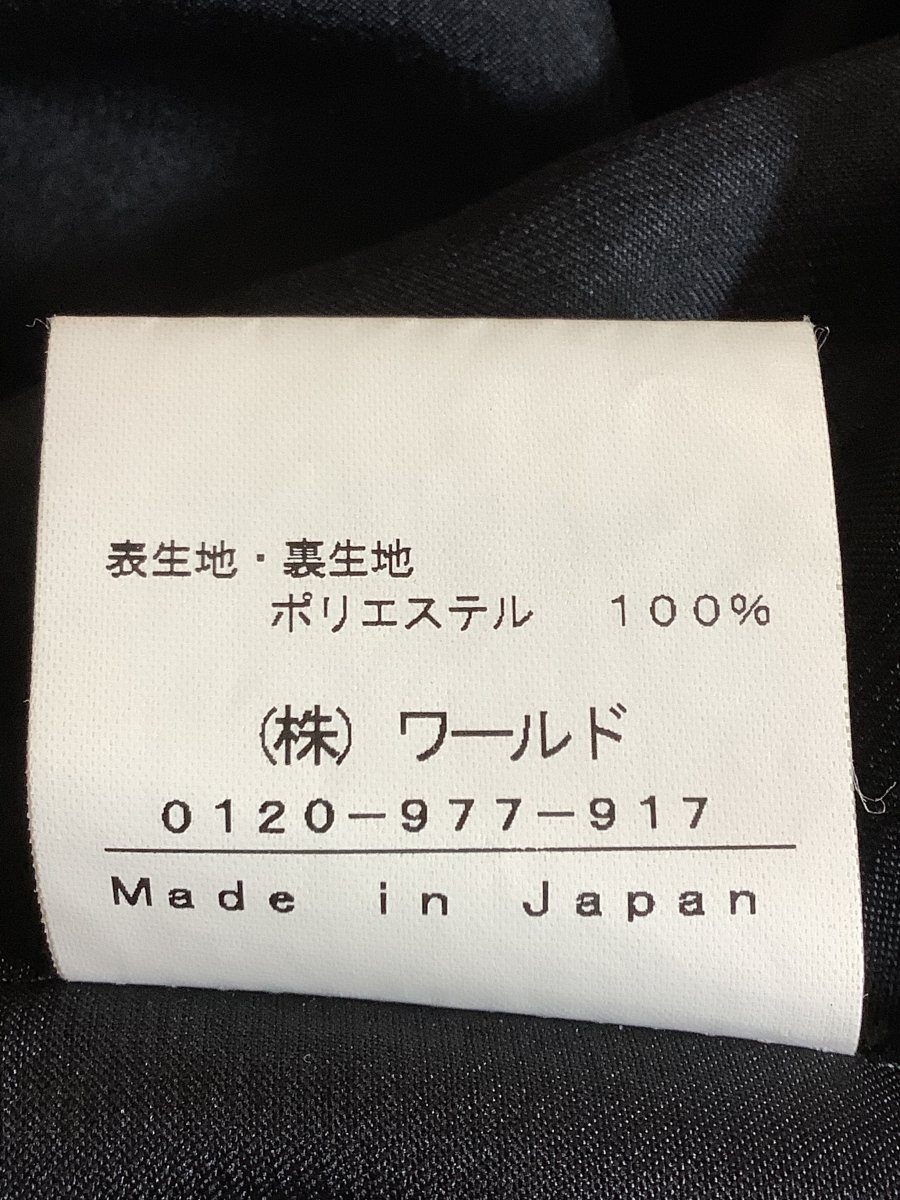 表生地・裏生地
ポリエステル 100%
(株) ワールド
0120-977-917
Made in Japan